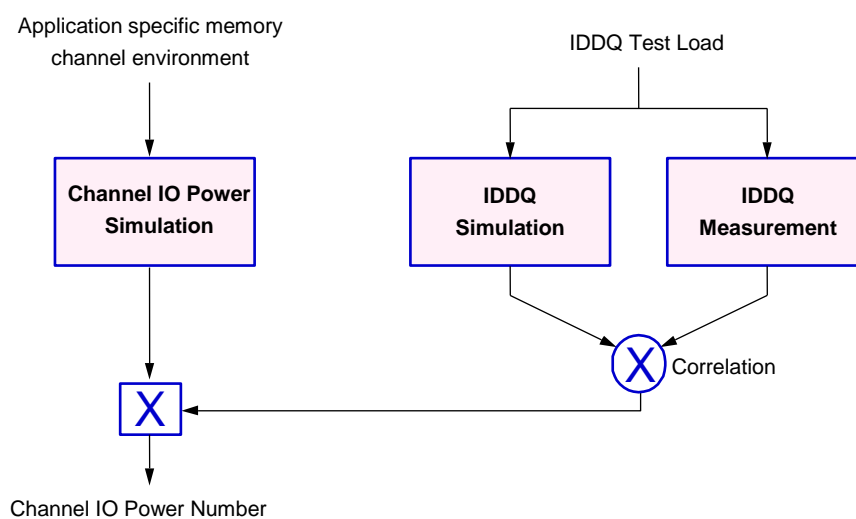 Application specific memory
channel environment
IDDQ Test Load
Channel IO Power
Simulation
IDDQ
Simulation
IDDQ
Measurement
X
Correlation
X
Channel IO Power Number